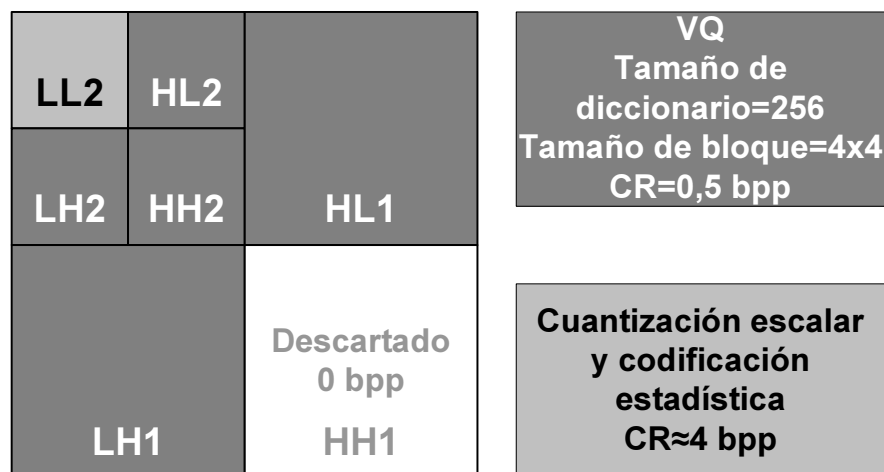 LL2
HL2
LH2
HH2
HL1
LH1
Descartado
0 bpp
HH1
VQ
Tamaño de
diccionario=256
Tamaño de bloque=4x4
CR=0,5 bpp
Cuantización escalar
y codificación
estadística
CR≈4 bpp